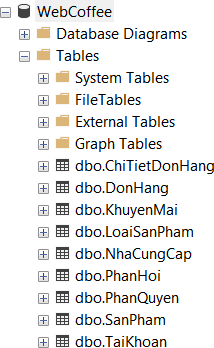 WebCoffee
Database Diagrams
Tables
System Tables
FileTables
External Tables
Graph Tables
dbo.ChiTietDonHang
dbo.DonHang
dbo.KhuyenMai
dbo.LoaiSanPham
dbo.NhaCungCap
dbo.PhanHoi
dbo.PhanQuyen
dbo.SanPham
dbo.TaiKhoan